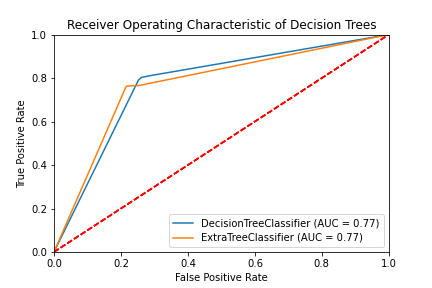 Receiver Operating Characteristic of Decision Trees
1.0
0.8
0.6
0.4
0.2
0.0
True Positive Rate
DecisionTreeClassifier (AUC = 0.77)
ExtraTreeClassifier (AUC = 0.77)
0.0 0.2 0.4 0.6 0.8 1.0
False Positive Rate